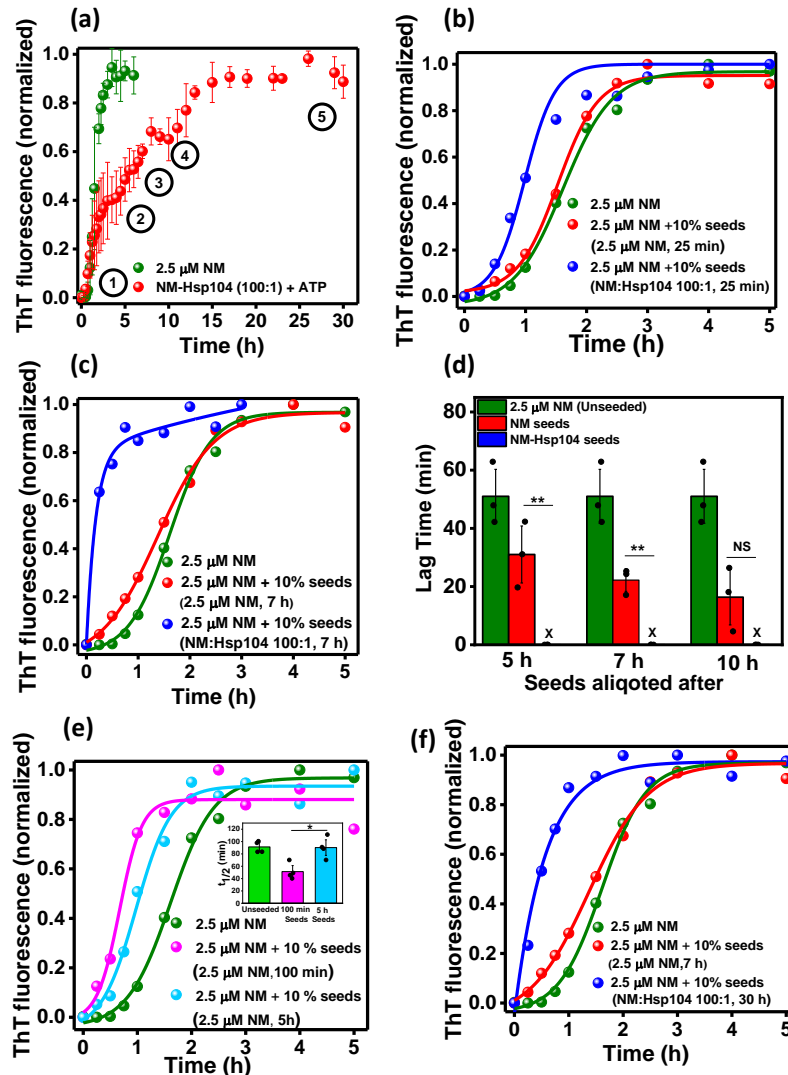 (a)
ThT fluorescence (normalized)
1.0
0.8
0.6
0.4
0.2
0.0
1
2
3
4
5
2.5 μM NM
NM-Hsp104 (100:1) + ATP
0 5 10 15 20 25 30
Time (h)
(b)
ThT fluorescence (normalized)
1.0
0.8
0.6
0.4
0.2
0.0
2.5 μM NM
2.5 μM NM +10% seeds
(2.5 μM NM, 25 min)
2.5 μM NM +10% seeds
(NM:Hsp104 100:1, 25 min)
0 1 2 3 4 5
Time (h)
(c)
ThT fluorescence (normalized)
1.0
0.8
0.6
0.4
0.2
0.0
2.5 μM NM
2.5 μM NM + 10% seeds
(2.5 μM NM, 7 h)
2.5 μM NM + 10% seeds
(NM:Hsp104 100:1, 7 h)
0 1 2 3 4 5
Time (h)
(d)
Lag Time (min)
80
60
40
20
0
2.5 μM NM (Unseeded)
NM seeds
NM-Hsp104 seeds
** ** NS
X X X
5 h 7 h 10 h
Seeds aliqoted after
(e)
ThT fluorescence (normalized)
1.0
0.8
0.6
0.4
0.2
0.0
t1/2 (min)
120
100
80
60
40
20
0
*
Unseeded 100 min 5 h
Seeds Seeds
2.5 μM NM
2.5 μM NM + 10 % seeds
(2.5 μM NM,100 min)
2.5 μM NM + 10 % seeds
(2.5 μM NM, 5h)
0 1 2 3 4 5
Time (h)
(f)
ThT fluorescence (normalized)
1.0
0.8
0.6
0.4
0.2
0.0
2.5 μM NM
2.5 μM NM + 10% seeds
(2.5 μM NM,7 h)
2.5 μM NM + 10% seeds
(NM:Hsp104 100:1, 30 h)
0 1 2 3 4 5
Time (h)